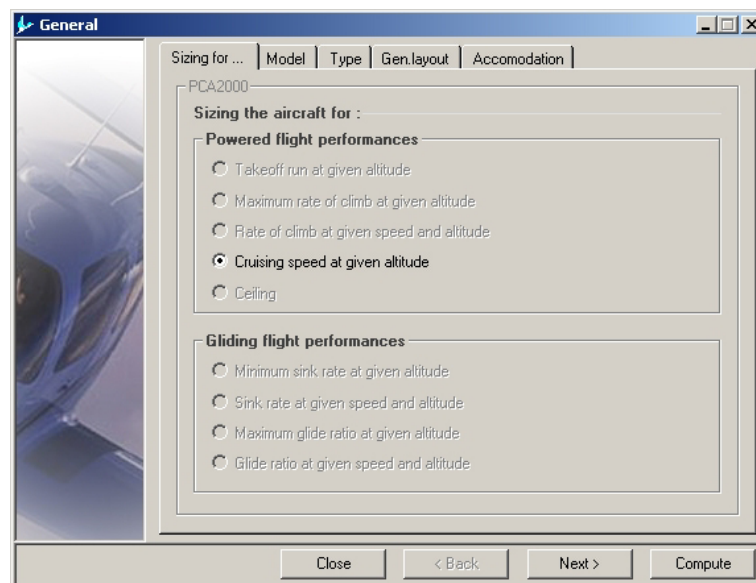 General
Sizing for ... Model Type Gen.layout Accomodation
PCA2000
Sizing the aircraft for :
Powered flight performances
Takeoff run at given altitude
Maximum rate of climb at given altitude
Rate of climb at given speed and altitude
Cruising speed at given altitude
Ceiling
Gliding flight performances
Minimum sink rate at given altitude
Sink rate at given speed and altitude
Maximum glide ratio at given altitude
Glide ratio at given speed and altitude
Close < Back Next > Compute